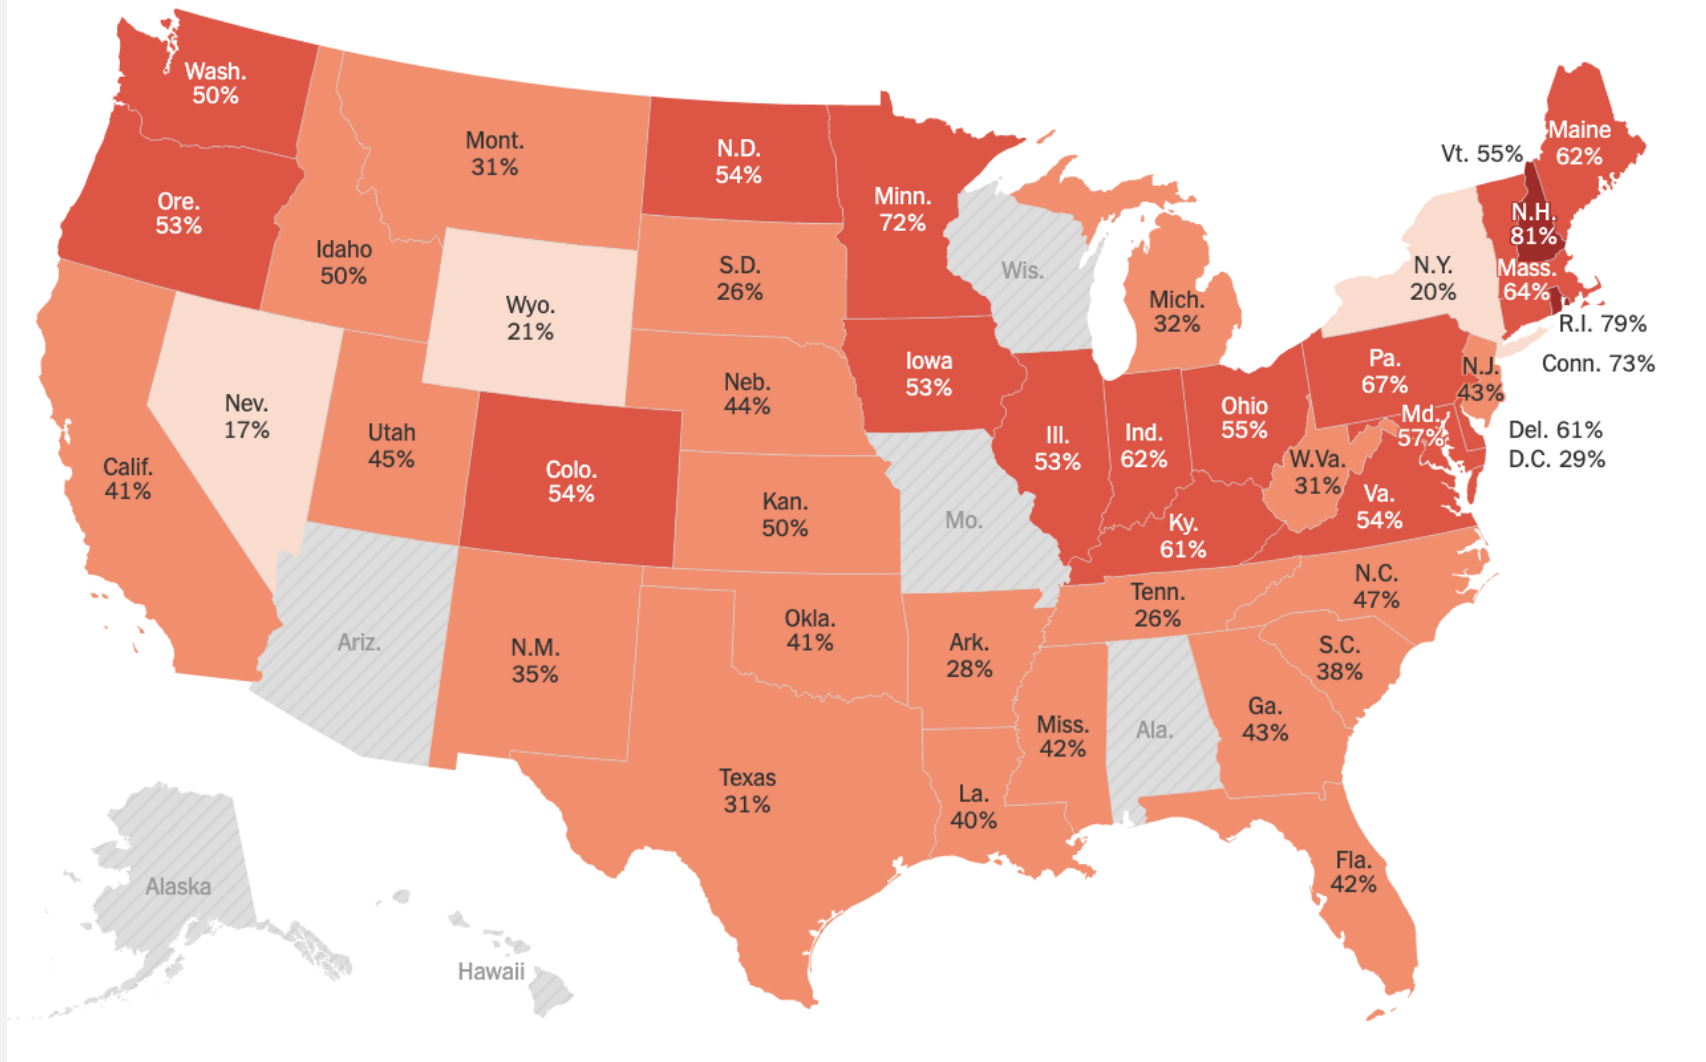 Wash.
50%
Ore.
53%
Calif.
41%
Nev.
17%
Idaho
50%
Mont.
31%
Wyo.
21%
Utah
45%
Colo.
54%
Ariz.
N.M.
35%
N.D.
54%
S.D.
26%
Neb.
44%
Kan.
50%
Okla.
41%
Texas
31%
Minn.
72%
Iowa
53%
Mo.
Ark.
28%
La.
40%
Wis.
Ill.
53%
Mich.
32%
Ind.
62%
Ohio
55%
Ky.
61%
Tenn.
26%
Miss.
42%
Ala.
Ga.
43%
Fla.
42%
S.C.
38%
N.C.
47%
Va.
54%
W.Va.
31%
Md.
57%
Pa.
67%
N.J.
43%
N.Y.
20%
Vt. 55%
Maine
62%
N.H.
81%
Mass.
64%
R.I. 79%
Conn. 73%
Del. 61%
D.C. 29%
Alaska
Hawaii